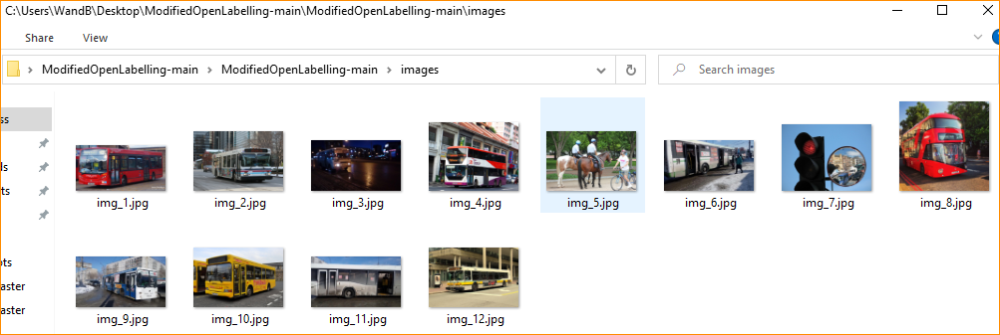 C:\Users\WandB\Desktop\ModifiedOpenLabelling-main\ModifiedOpenLabelling-main\images
Share View
ModifiedOpenLabelling-main > ModifiedOpenLabelling-main > images
Search images
ss
ds
ts
img_1.jpg img_2.jpg img_3.jpg img_4.jpg img_5.jpg img_6.jpg img_7.jpg img_8.jpg
ots
aster
aster
img_9.jpg img_10.jpg img_11.jpg img_12.jpg